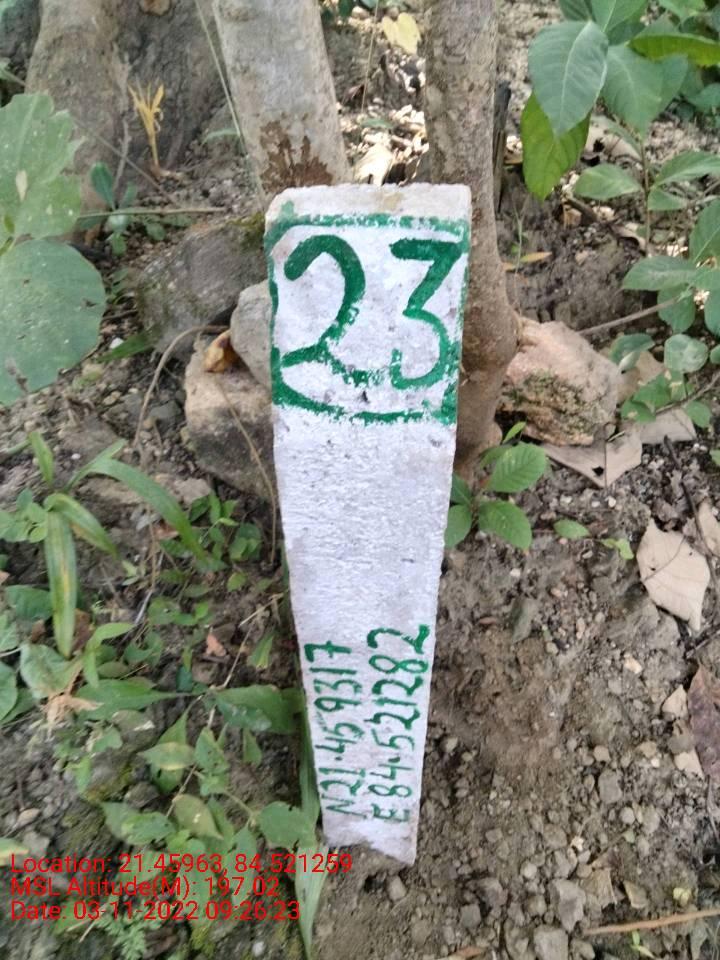 23
N21.459317
E84.521282
Location: 21.45963, 84.521259
MSL Altitude(M): 197.02
Date: 03-11-2022 09:26:23